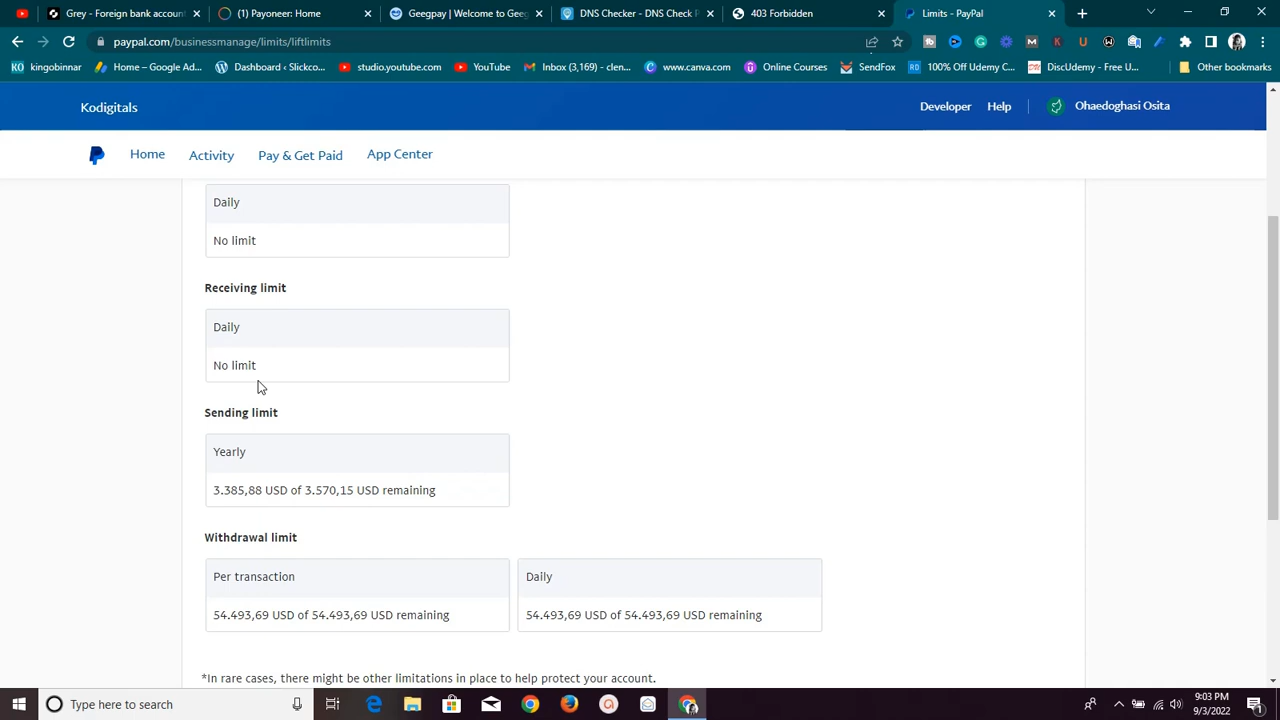 Grey - Foreign bank account
(1) Payoneer: Home
Geegpay | Welcome to Geeg
DNS Checker - DNS Check P
403 Forbidden
Limits - PayPal
paypal.com/businessmanage/limits/liftlimits
kingobinnar
Home – Google Ad...
Dashboard ‹ Slickco...
studio.youtube.com
YouTube
Inbox (3,169) - clen...
www.canva.com
Online Courses
SendFox
100% Off Udemy C...
DiscUdemy - Free U...
Other bookmarks
Kodigitals
Developer
Help
Ohaedoghasi Osita
Home
Activity
Pay & Get Paid
App Center
Daily
No limit
Receiving limit
Daily
No limit
Sending limit
Yearly
3.385,88 USD of 3.570,15 USD remaining
Withdrawal limit
Per transaction
Daily
54.493,69 USD of 54.493,69 USD remaining
54.493,69 USD of 54.493,69 USD remaining
*In rare cases, there might be other limitations in place to help protect your account.
Type here to search
9:03 PM
9/3/2022